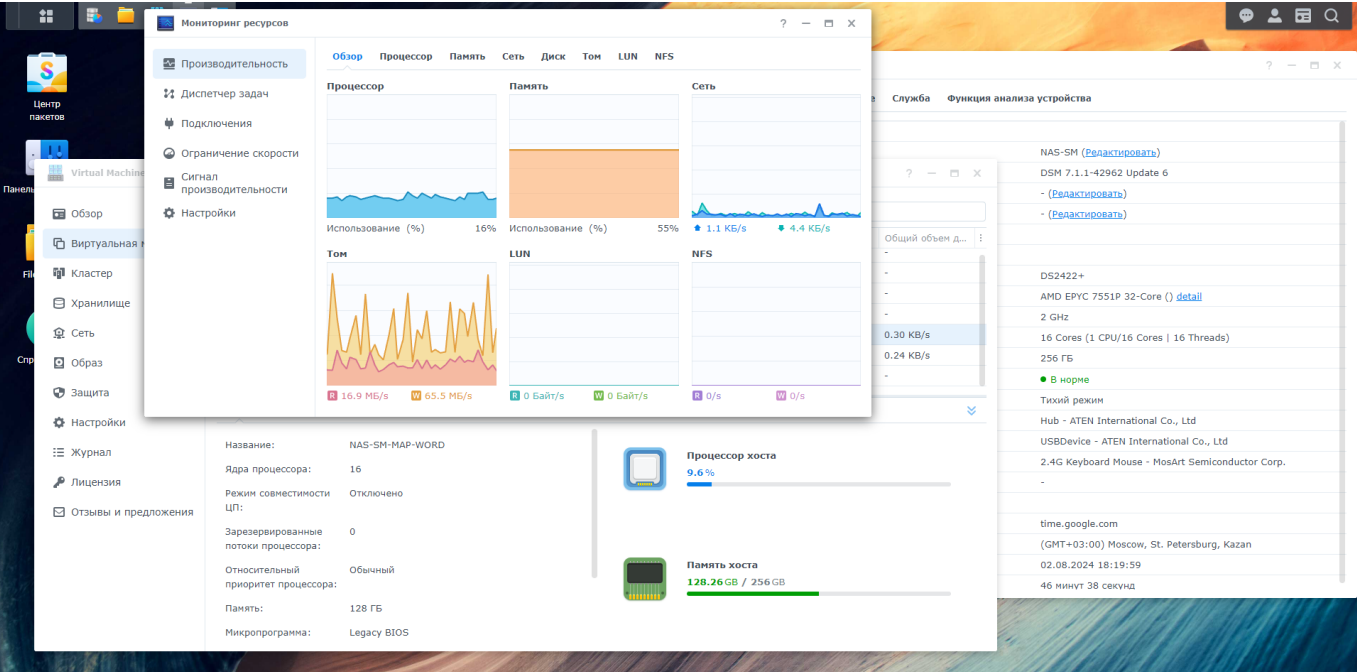 Мониторинг ресурсов
Производительность
Диспетчер задач
Подключения
Ограничение скорости
Сигнал
производительности
Настройки
Обзор Процессор Память Сеть Диск Том LUN NFS
Процессор
Использование (%) 16%
Память
Использование (%) 55%
Сеть
1.1 КБ/s 4.4 КБ/s
Том
R 16.9 МБ/s W 65.5 МБ/s
LUN
R 0 Байт/s W 0 Байт/s
NFS
R 0/s W 0/s
Центр
пакетов
Virtual Machine
Обзор
Виртуальная
Кластер
Хранилище
Сеть
Образ
Защита
Настройки
Журнал
Лицензия
Отзывы и предложения
Общий объем д...
-
-
-
-
0.30 KB/s
0.24 KB/s
-
Название: NAS-SM-MAP-WORD
Ядра процессора: 16
Режим совместимости
ЦП:
Отключено
Зарезервированные
потоки процессора:
0
Относительный
приоритет процессора:
Обычный
Память: 128 ГБ
Микропрограмма: Legacy BIOS
Процессор хоста
9.6 %
Память хоста
128.26 GB / 256 GB
Служба Функция анализа устройства
NAS-SM (Редактировать)
DSM 7.1.1-42962 Update 6
- (Редактировать)
- (Редактировать)
DS2422+
AMD EPYC 7551P 32-Core () detail
2 GHz
16 Cores (1 CPU/16 Cores | 16 Threads)
256 ГБ
В норме
Тихий режим
Hub - ATEN International Co., Ltd
USBDevice - ATEN International Co., Ltd
2.4G Keyboard Mouse - MosArt Semiconductor Corp.
-
time.google.com
(GMT+03:00) Moscow, St. Petersburg, Kazan
02.08.2024 18:19:59
46 минут 38 секунд